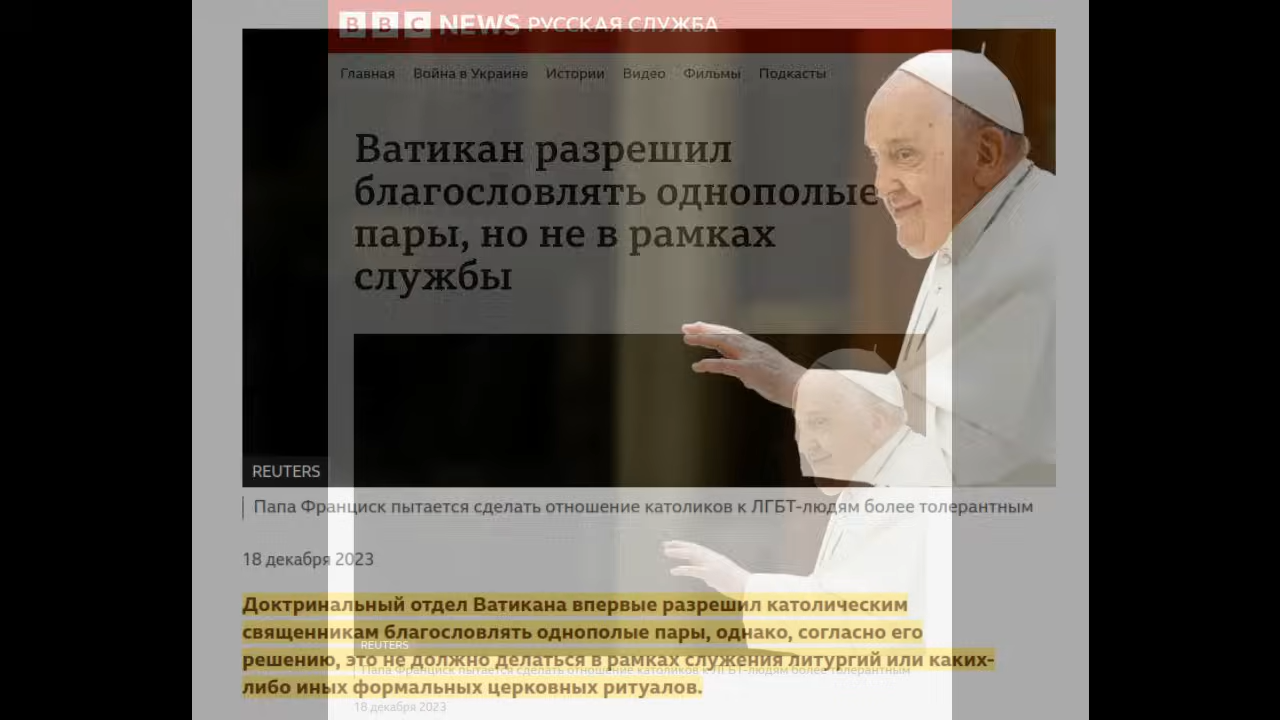 BBC NEWS РУССКАЯ СЛУЖБА
Главная Война в Украине Истории Видео Фильмы Подкасты
Ватикан разрешил
благословлять однополые
пары, но не в рамках
службы
REUTERS
Папа Франциск пытается сделать отношение католиков к ЛГБТ-людям более толерантным
18 декабря 2023
Доктринальный отдел Ватикана впервые разрешил католическим
священникам благословлять однополые пары, однако, согласно его
решению, это не должно делаться в рамках служения литургий или каких-
либо иных формальных церковных ритуалов.
REUTERS
Папа Франциск пытается сделать отношение католиков к ЛГБТ-людям более толерантным
18 декабря 2023